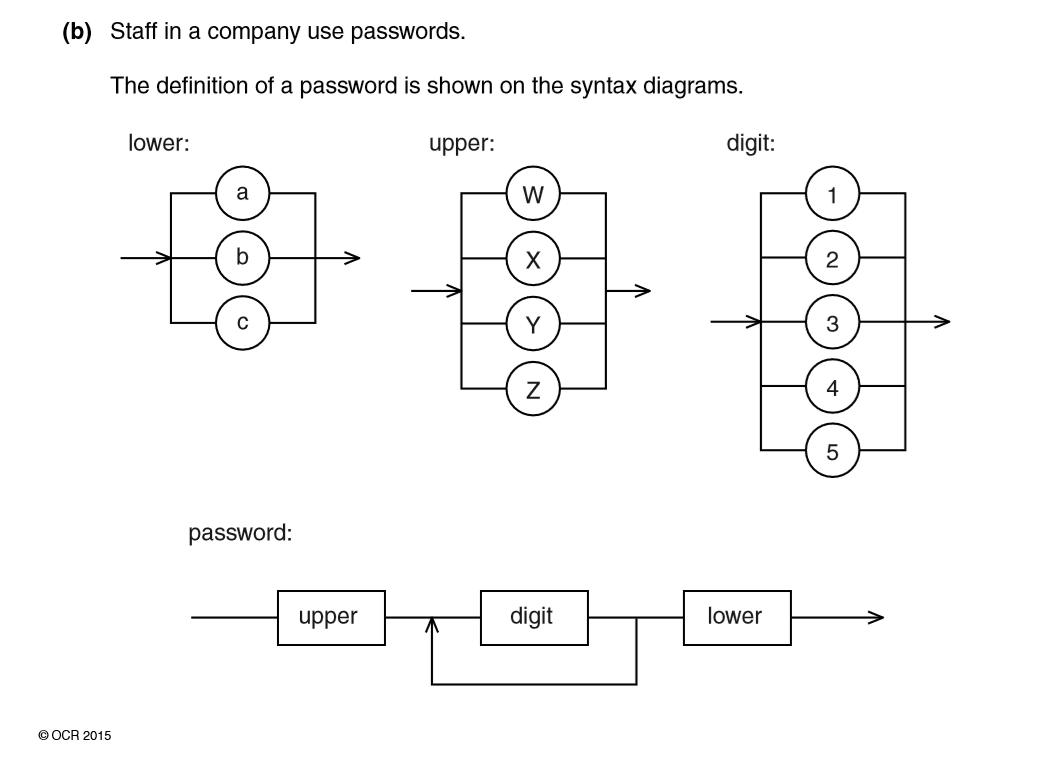 (b) Staff in a company use passwords.
The definition of a password is shown on the syntax diagrams.
lower:
a
b
c
upper:
W
X
Y
Z
digit:
1
2
3
4
5
password:
upper
digit
lower
© OCR 2015